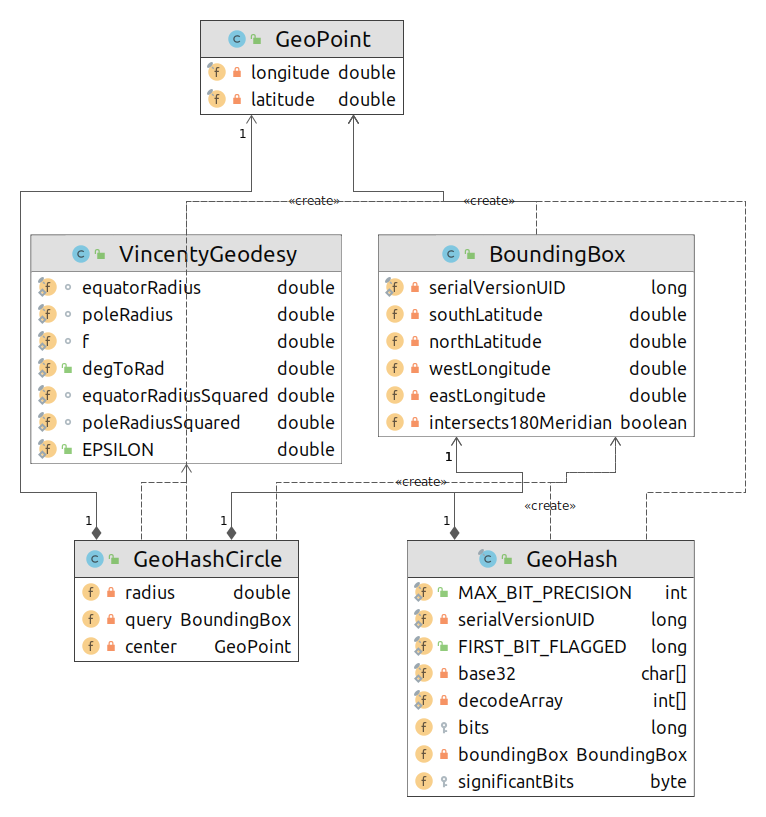 GeoPoint
longitude double
latitude double
1
«create» «create»
VincentyGeodesy
equatorRadius double
poleRadius double
f double
degToRad double
equatorRadiusSquared double
poleRadiusSquared double
EPSILON double
BoundingBox
serialVersionUID long
southLatitude double
northLatitude double
westLongitude double
eastLongitude double
intersects180Meridian boolean
1
«create»
«create»
1 1 1
GeoHashCircle
radius double
query BoundingBox
center GeoPoint
GeoHash
MAX_BIT_PRECISION int
serialVersionUID long
FIRST_BIT_FLAGGED long
base32 char[]
decodeArray int[]
bits long
boundingBox BoundingBox
significantBits byte